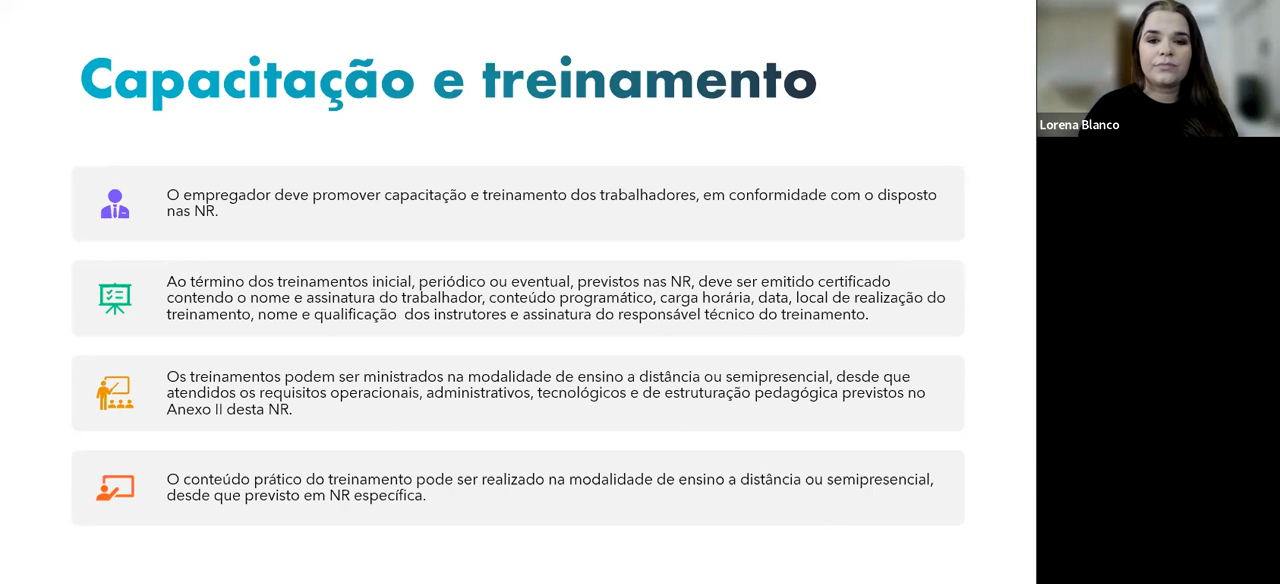 Capacitação e treinamento
Lorena Blanco
O empregador deve promover capacitação e treinamento dos trabalhadores, em conformidade com o disposto
nas NR.
Ao término dos treinamentos inicial, periódico ou eventual, previstos nas NR, deve ser emitido certificado
contendo o nome e assinatura do trabalhador, conteúdo programático, carga horária, data, local de realização do
treinamento, nome e qualificação dos instrutores e assinatura do responsável técnico do treinamento.
Os treinamentos podem ser ministrados na modalidade de ensino a distância ou semipresencial, desde que
atendidos os requisitos operacionais, administrativos, tecnológicos e de estruturação pedagógica previstos no
Anexo II desta NR.
O conteúdo prático do treinamento pode ser realizado na modalidade de ensino a distância ou semipresencial,
desde que previsto em NR específica.